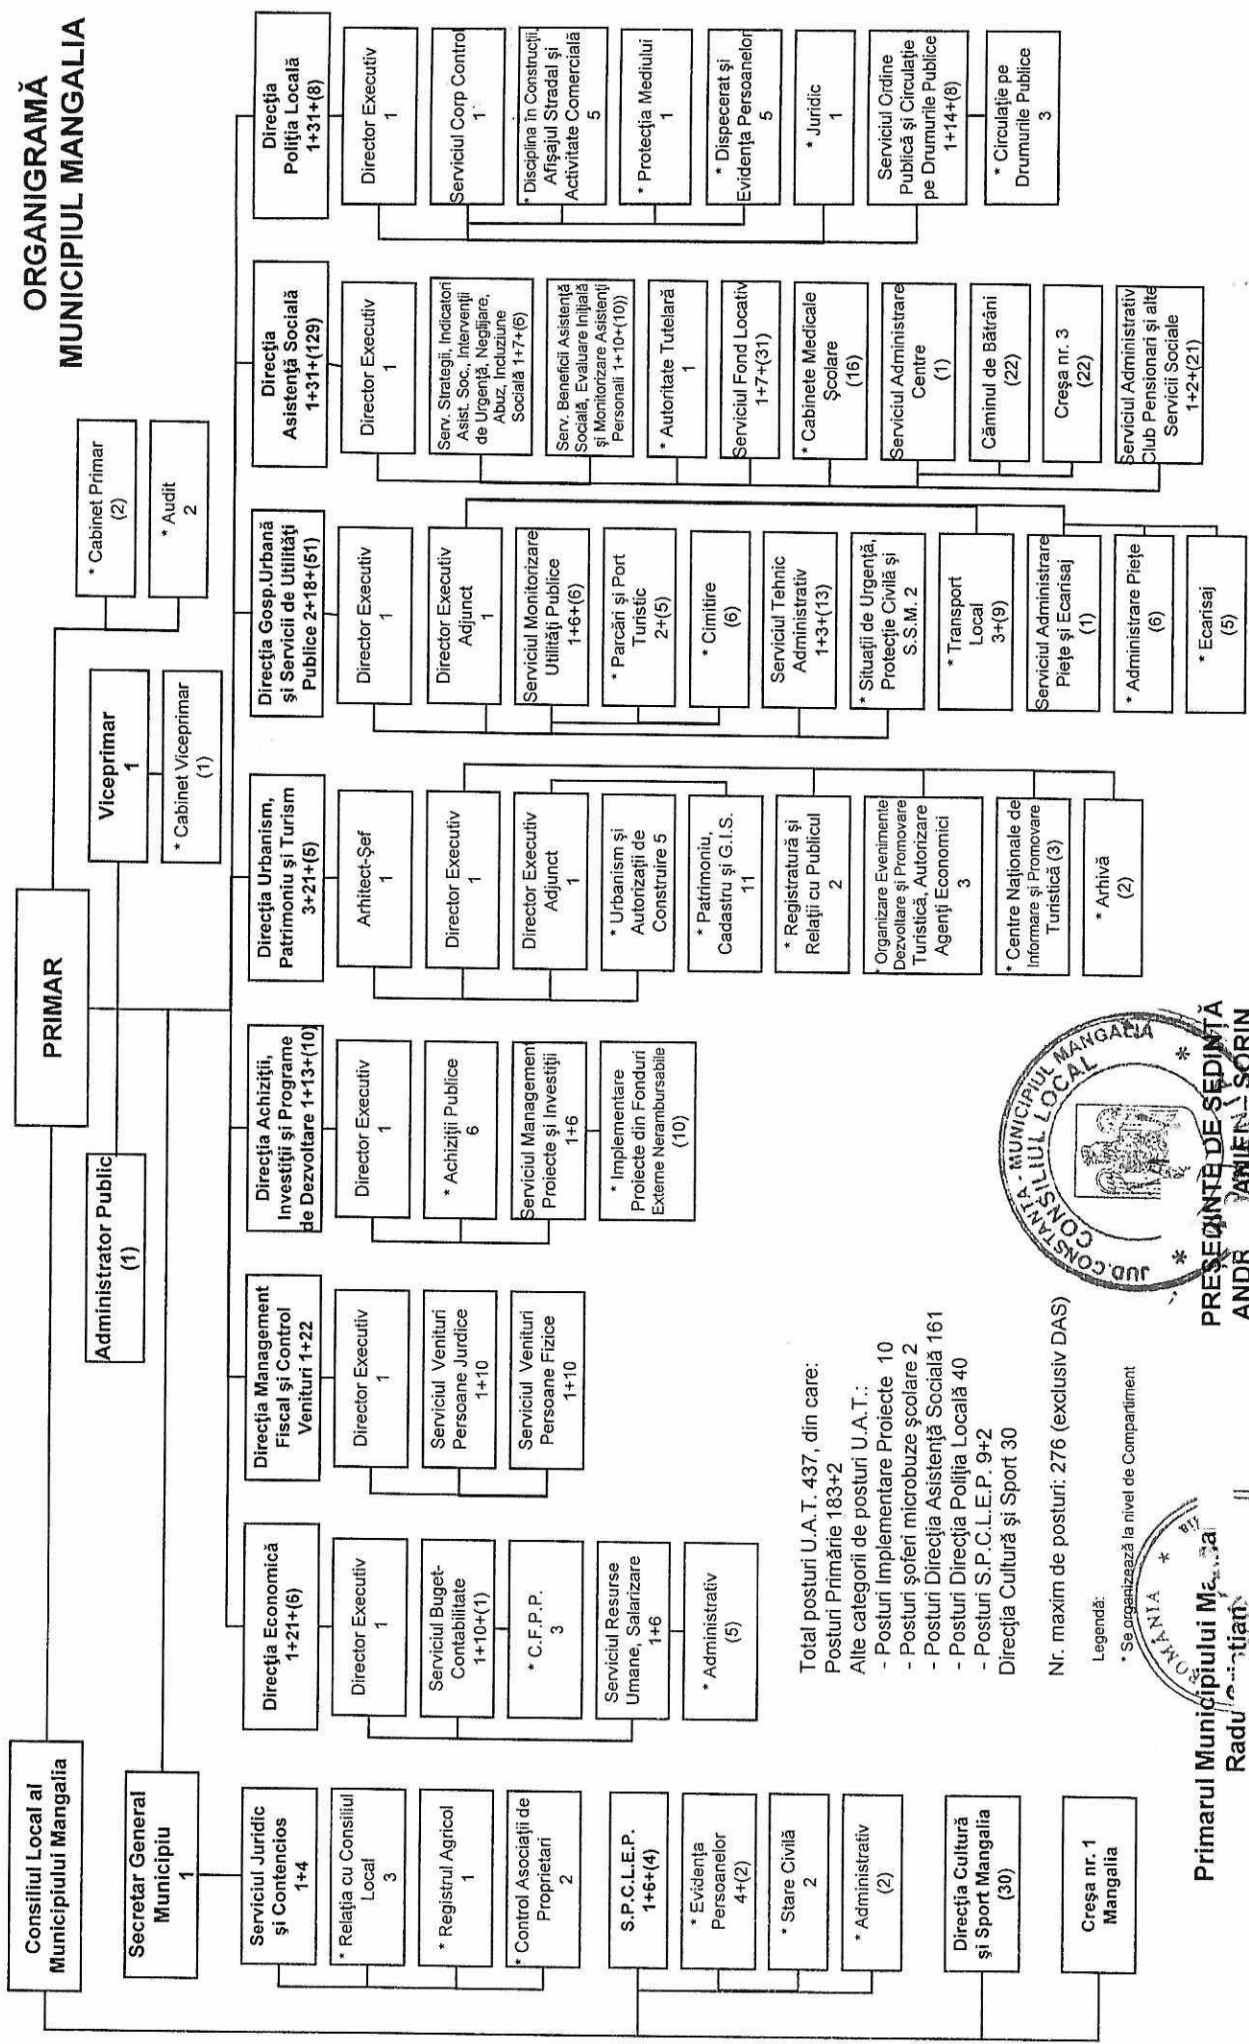 ORGANIGRAMĂ
MUNICIPIUL MANGALIA
Consiliul Local al
Municipiului Mangalia
PRIMAR
* Cabinet Primar
(2)
* Audit
2
Viceprimar
1
* Cabinet Viceprimar
(1)
Administrator Public
(1)
Secretar General
Municipiu
1
Serviciul Juridic
și Contencios
1+4
* Relația cu Consiliul
Local
3
* Registrul Agricol
1
* Control Asociații de
Proprietari
2
S.P.C.L.E.P.
1+6+(4)
* Evidența
Persoanelor
4+(2)
* Stare Civilă
2
* Administrativ
(2)
Direcția Cultură
și Sport Mangalia
(30)
Creșa nr. 1
Mangalia
Direcția Economică
1+21+(6)
Director Executiv
1
Serviciul Buget-
Contabilitate
1+10+(1)
* C.F.P.P.
3
Serviciul Resurse
Umane, Salarizare
1+6
* Administrativ
(5)
Direcția Management
Fiscal și Control
Venituri 1+22
Director Executiv
1
Serviciul Venituri
Persoane Jurdice
1+10
Serviciul Venituri
Persoane Fizice
1+10
Direcția Achiziții,
Investiții și Programe
de Dezvoltare 1+13+(10)
Director Executiv
1
* Achiziții Publice
6
Serviciul Management
Proiecte și Investiții
1+6
* Implementare
Proiecte din Fonduri
Externe Nerambursabile
(10)
Direcția Urbanism,
Patrimoniu și Turism
3+21+(5)
Arhitect-Șef
1
Director Executiv
1
Director Executiv
Adjunct
1
* Urbanism și
Autorizații de
Construire 5
* Patrimoniu,
Cadastru și G.I.S.
11
* Registratură și
Relații cu Publicul
2
* Organizare Evenimente
Dezvoltare și Promovare
Turistică, Autorizare
Agenți Economici
3
* Centre Naționale de
Informare și Promovare
Turistică (3)
* Arhivă
(2)
Direcția Gosp.Urbană
și Servicii de Utilități
Publice 2+18+(51)
Director Executiv
1
Director Executiv
Adjunct
1
Serviciul Monitorizare
Utilități Publice
1+6+(6)
* Parcări și Port
Turistic
2+(5)
* Cimitire
(6)
Serviciul Tehnic
Administrativ
1+3+(13)
* Situații de Urgență,
Protecție Civilă și
S.S.M. 2
* Transport
Local
3+(9)
Serviciul Administrare
Piețe și Ecarisaj
(1)
* Administrare Piețe
(6)
* Ecarisaj
(5)
Direcția
Asistență Socială
1+31+(129)
Director Executiv
1
Serv. Strategii, Indicatori
Asist. Soc., Intervenții
de Urgență, Neglijare,
Abuz, Incluziune
Socială 1+7+(6)
Serv. Beneficii Asistență
Socială, Evaluare Inițială
și Monitorizare Asistenți
Personali 1+10+(10))
* Autoritate Tutelară
1
Serviciul Fond Locativ
1+7+(31)
* Cabinete Medicale
Școlare
(16)
Serviciul Administrare
Centre
(1)
Căminul de Bătrâni
(22)
Creșa nr. 3
(22)
Serviciul Administrativ
Club Pensionari și alte
Servicii Sociale
1+2+(21)
Direcția
Poliția Locală
1+31+(8)
Director Executiv
1
Serviciul Corp Control
1
* Disciplina în Construcții,
Afișajul Stradal și
Activitate Comercială
5
* Protecția Mediului
1
* Dispecerat și
Evidența Persoanelor
5
* Juridic
1
Serviciul Ordine
Publică și Circulație
pe Drumurile Publice
1+14+(8)
* Circulație pe
Drumurile Publice
3
Total posturi U.A.T. 437, din care:
Posturi Primărie 183+2
Alte categorii de posturi U.A.T.:
- Posturi Implementare Proiecte 10
- Posturi șoferi microbuze școlare 2
- Posturi Direcția Asistență Socială 161
- Posturi Direcția Poliția Locală 40
- Posturi S.P.C.L.E.P. 9+2
Direcția Cultură și Sport 30
Nr. maxim de posturi: 276 (exclusiv DAS)
Legendă:
* Se organizează la nivel de Compartiment
Primarul Municipiului
Radu
ROMÂNIA *
JUD.CONSTANȚA - MUNICIPIUL MANGALIA
CONSILIUL LOCAL
PREȘEDINTE DE ȘEDINȚĂ
SORIN